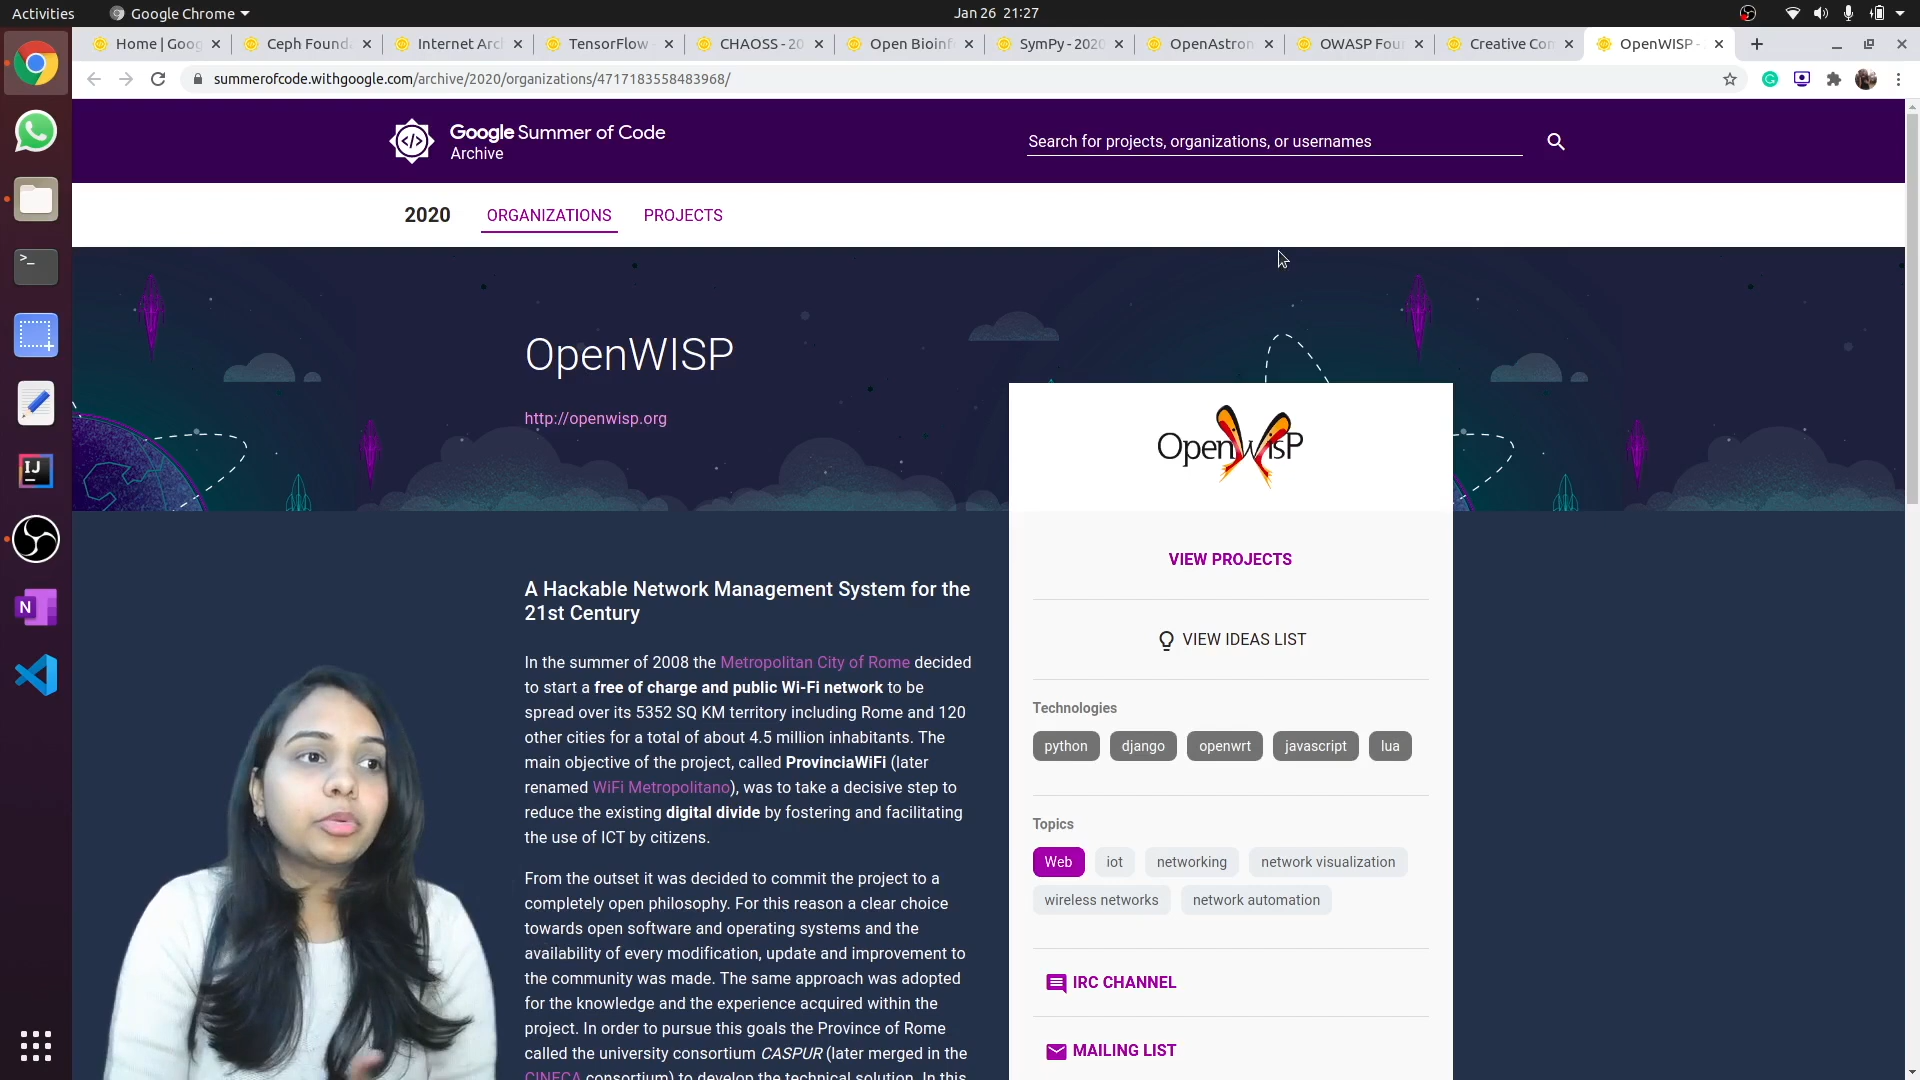 Activities
Google Chrome
Jan 26 21:27
Home | Goog
Ceph Found
Internet Arc
TensorFlow -
CHAOSS - 20
Open Bioinf
SymPy - 2020
OpenAstron
OWASP Four
Creative Com
OpenWISP -
summerofcode.withgoogle.com/archive/2020/organizations/4717183558483968/
Google Summer of Code
Archive
Search for projects, organizations, or usernames
2020
ORGANIZATIONS
PROJECTS
OpenWISP
http://openwisp.org
OpenWisP
A Hackable Network Management System for the
21st Century
In the summer of 2008 the Metropolitan City of Rome decided
to start a free of charge and public Wi-Fi network to be
spread over its 5352 SQ KM territory including Rome and 120
other cities for a total of about 4.5 million inhabitants. The
main objective of the project, called ProvinciaWiFi (later
renamed WiFi Metropolitano), was to take a decisive step to
reduce the existing digital divide by fostering and facilitating
the use of ICT by citizens.
From the outset it was decided to commit the project to a
completely open philosophy. For this reason a clear choice
towards open software and operating systems and the
availability of every modification, update and improvement to
the community was made. The same approach was adopted
for the knowledge and the experience acquired within the
project. In order to pursue this goals the Province of Rome
called the university consortium CASPUR (later merged in the
CINECA consortium) to develop the technical solution. In this
VIEW PROJECTS
VIEW IDEAS LIST
Technologies
python
django
openwrt
javascript
lua
Topics
Web
iot
networking
network visualization
wireless networks
network automation
IRC CHANNEL
MAILING LIST
IJ
N